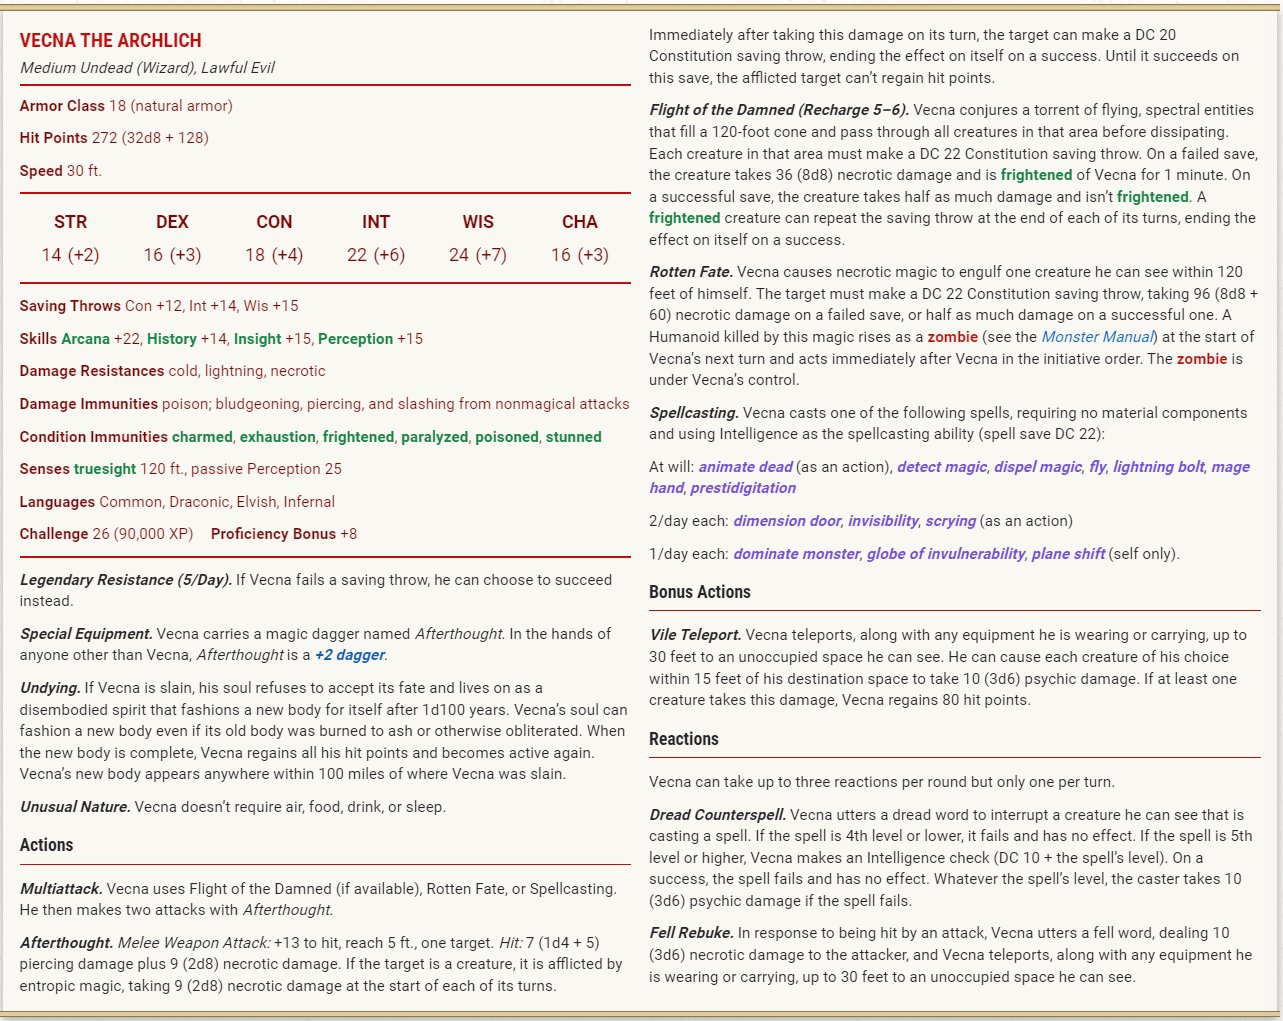 VECNA THE ARCHLICH
Medium Undead (Wizard), Lawful Evil
Armor Class 18 (natural armor)
Hit Points 272 (32d8 + 128)
Speed 30 ft.
STR DEX CON INT WIS CHA
14 (+2) 16 (+3) 18 (+4) 22 (+6) 24 (+7) 16 (+3)
Saving Throws Con +12, Int +14, Wis +15
Skills Arcana +22, History +14, Insight +15, Perception +15
Damage Resistances cold, lightning, necrotic
Damage Immunities poison; bludgeoning, piercing, and slashing from nonmagical attacks
Condition Immunities charmed, exhaustion, frightened, paralyzed, poisoned, stunned
Senses truesight 120 ft., passive Perception 25
Languages Common, Draconic, Elvish, Infernal
Challenge 26 (90,000 XP) Proficiency Bonus +8
Legendary Resistance (5/Day). If Vecna fails a saving throw, he can choose to succeed
instead.
Special Equipment. Vecna carries a magic dagger named Afterthought. In the hands of
anyone other than Vecna, Afterthought is a +2 dagger.
Undying. If Vecna is slain, his soul refuses to accept its fate and lives on as a
disembodied spirit that fashions a new body for itself after 1d100 years. Vecna's soul can
fashion a new body even if its old body was burned to ash or otherwise obliterated. When
the new body is complete, Vecna regains all his hit points and becomes active again.
Vecna's new body appears anywhere within 100 miles of where Vecna was slain.
Unusual Nature. Vecna doesn't require air, food, drink, or sleep.
Actions
Multiattack. Vecna uses Flight of the Damned (if available), Rotten Fate, or Spellcasting.
He then makes two attacks with Afterthought.
Afterthought. Melee Weapon Attack: +13 to hit, reach 5 ft., one target. Hit: 7 (1d4 + 5)
piercing damage plus 9 (2d8) necrotic damage. If the target is a creature, it is afflicted by
entropic magic, taking 9 (2d8) necrotic damage at the start of each of its turns.
Immediately after taking this damage on its turn, the target can make a DC 20
Constitution saving throw, ending the effect on itself on a success. Until it succeeds on
this save, the afflicted target can't regain hit points.
Flight of the Damned (Recharge 5–6). Vecna conjures a torrent of flying, spectral entities
that fill a 120-foot cone and pass through all creatures in that area before dissipating.
Each creature in that area must make a DC 22 Constitution saving throw. On a failed save,
the creature takes 36 (8d8) necrotic damage and is frightened of Vecna for 1 minute. On
a successful save, the creature takes half as much damage and isn't frightened. A
frightened creature can repeat the saving throw at the end of each of its turns, ending the
effect on itself on a success.
Rotten Fate. Vecna causes necrotic magic to engulf one creature he can see within 120
feet of himself. The target must make a DC 22 Constitution saving throw, taking 96 (8d8 +
60) necrotic damage on a failed save, or half as much damage on a successful one. A
Humanoid killed by this magic rises as a zombie (see the Monster Manual) at the start of
Vecna's next turn and acts immediately after Vecna in the initiative order. The zombie is
under Vecna's control.
Spellcasting. Vecna casts one of the following spells, requiring no material components
and using Intelligence as the spellcasting ability (spell save DC 22):
At will: animate dead (as an action), detect magic, dispel magic, fly, lightning bolt, mage
hand, prestidigitation
2/day each: dimension door, invisibility, scrying (as an action)
1/day each: dominate monster, globe of invulnerability, plane shift (self only).
Bonus Actions
Vile Teleport. Vecna teleports, along with any equipment he is wearing or carrying, up to
30 feet to an unoccupied space he can see. He can cause each creature of his choice
within 15 feet of his destination space to take 10 (3d6) psychic damage. If at least one
creature takes this damage, Vecna regains 80 hit points.
Reactions
Vecna can take up to three reactions per round but only one per turn.
Dread Counterspell. Vecna utters a dread word to interrupt a creature he can see that is
casting a spell. If the spell is 4th level or lower, it fails and has no effect. If the spell is 5th
level or higher, Vecna makes an Intelligence check (DC 10 + the spell's level). On a
success, the spell fails and has no effect. Whatever the spell's level, the caster takes 10
(3d6) psychic damage if the spell fails.
Fell Rebuke. In response to being hit by an attack, Vecna utters a fell word, dealing 10
(3d6) necrotic damage to the attacker, and Vecna teleports, along with any equipment he
is wearing or carrying, up to 30 feet to an unoccupied space he can see.